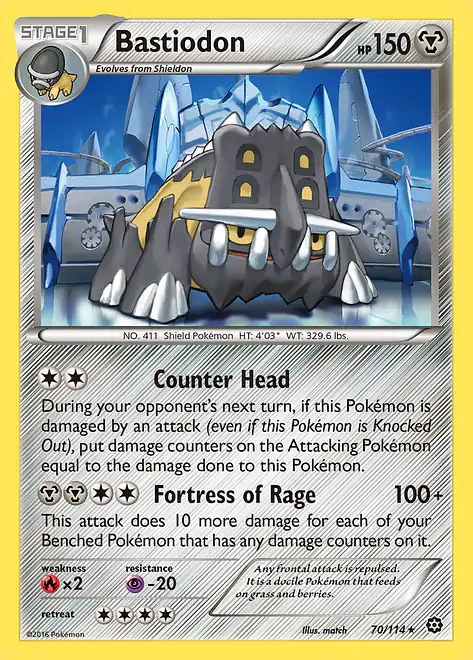 STAGE1
Bastiodon
HP 150
Evolves from Shieldon
NO. 411 Shield Pokémon HT: 4'03" WT: 329.6 lbs.
Counter Head
During your opponent's next turn, if this Pokémon is
damaged by an attack (even if this Pokémon is Knocked
Out), put damage counters on the Attacking Pokémon
equal to the damage done to this Pokémon.
Fortress of Rage 100+
This attack does 10 more damage for each of your
Benched Pokémon that has any damage counters on it.
weakness resistance
×2 -20
Any frontal attack is repulsed.
It is a docile Pokémon that feeds
on grass and berries.
retreat
©2016 Pokémon
Illus. match
70/114 ★